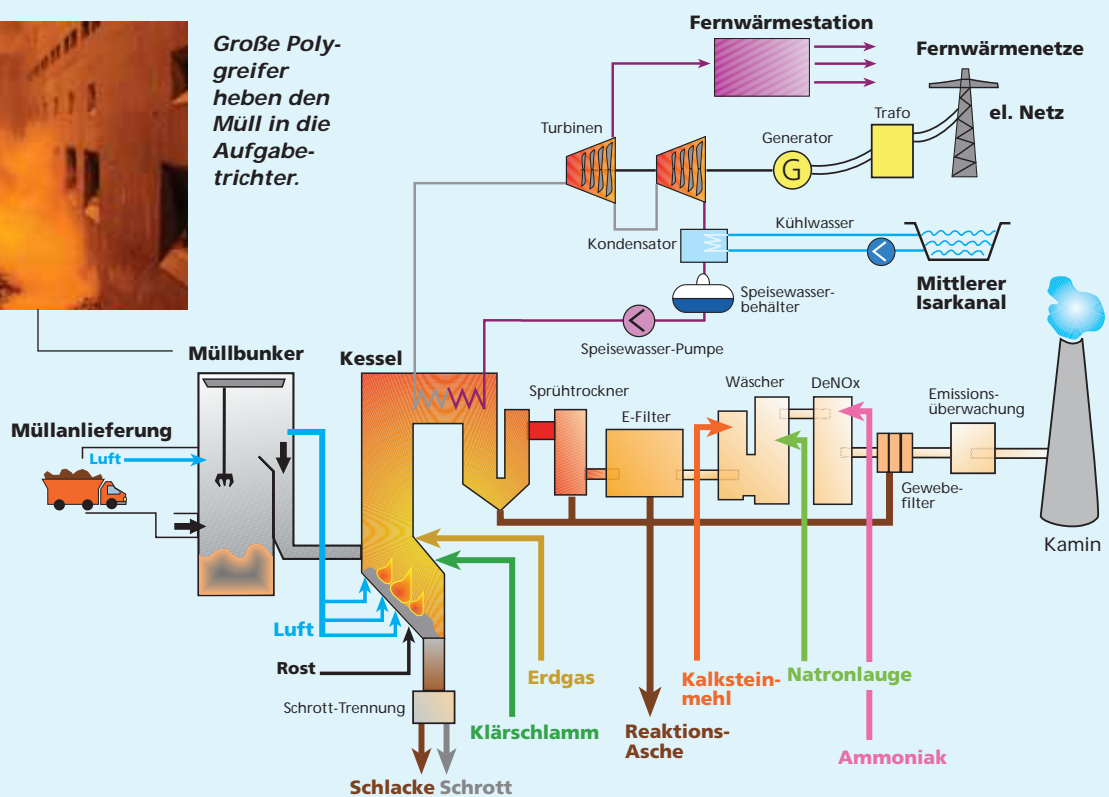 Große Poly-
greifer
heben den
Müll in die
Aufgabe-
trichter.
Fernwärmestation
Fernwärmenetze
el. Netz
Trafo
Generator
G
Turbinen
Kühlwasser
Kondensator
Mittlerer
Isarkanal
Speisewasser-
behälter
Speisewasser-Pumpe
Müllbunker
Kessel
Sprühtrockner
E-Filter
Wäscher
DeNOx
Emissions-
überwachung
Müllanlieferung
Luft
Gewebe-
filter
Kamin
Luft
Rost
Erdgas
Kalkstein-
mehl
Natronlauge
Schrott-Trennung
Klärschlamm
Reaktions-
Asche
Ammoniak
Schlacke
Schrott